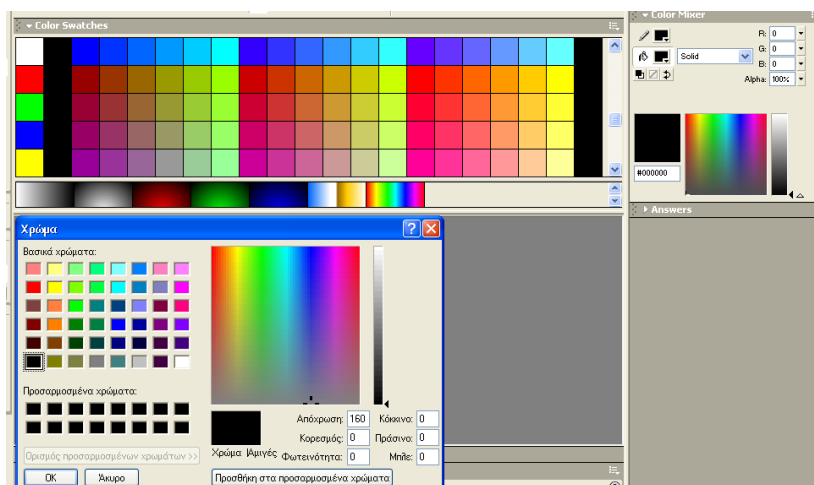 Color Swatches
Color Mixer
R: 0
G: 0
Solid
B: 0
Alpha: 100%
#000000
Answers
Χρώμα
Βασικά χρώματα:
Προσαρμοσμένα χρώματα:
Ορισμός προσαρμοσμένων χρωμάτων >>
OK
Άκυρο
Χρώμα |Αμιγές
Απόχρωση: 160
Κόκκινο: 0
Κορεσμός: 0
Πράσινο: 0
Φωτεινότητα: 0
Μπλε: 0
Προσθήκη στα προσαρμοσμένα χρώματα